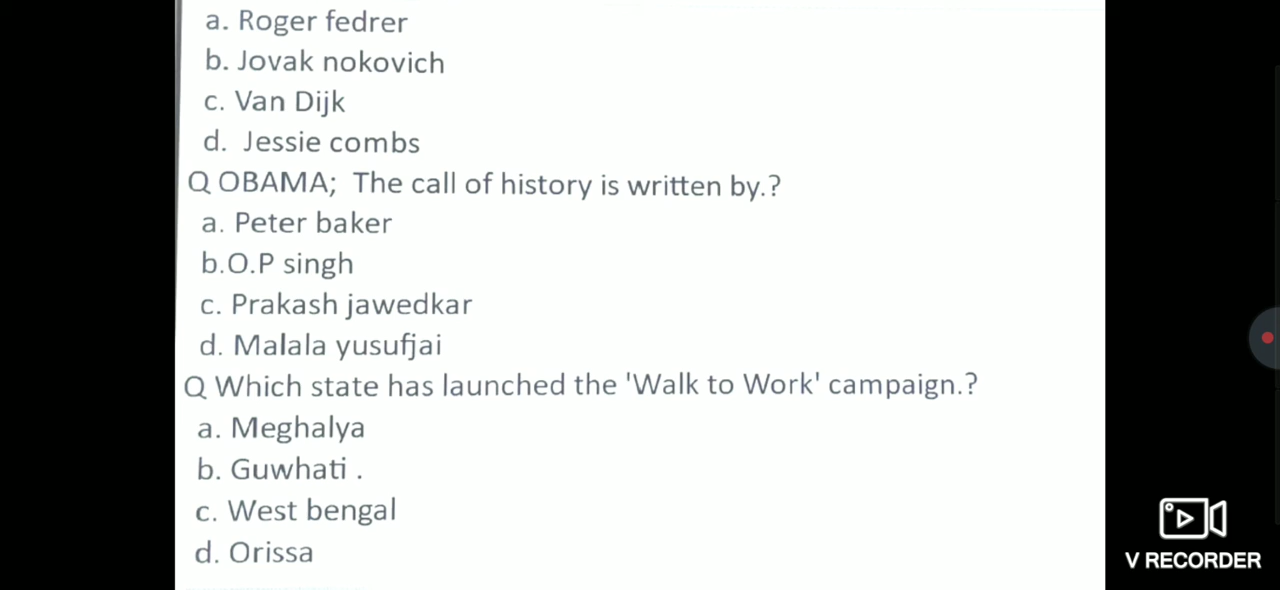 a. Roger fedrer
b. Jovak nokovich
c. Van Dijk
d. Jessie combs
Q OBAMA; The call of history is written by.?
a. Peter baker
b.O.P singh
c. Prakash jawedkar
d. Malala yusufjai
Q Which state has launched the 'Walk to Work' campaign.?
a. Meghalya
b. Guwhati .
c. West bengal
d. Orissa
V RECORDER